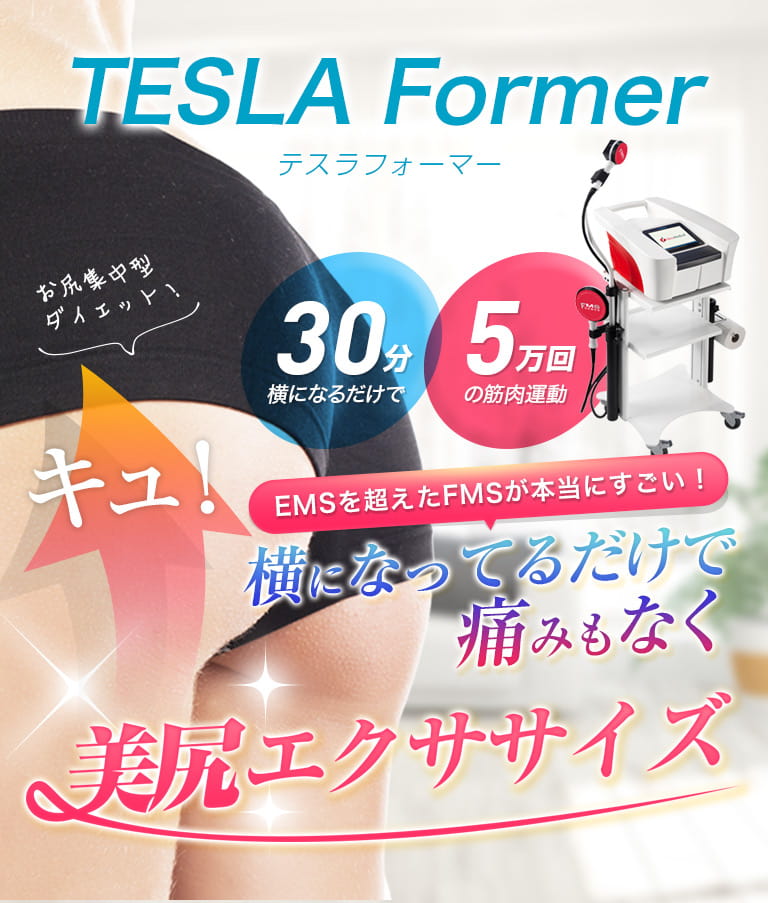 TESLA Former
テスラフォーマー
お尻集中型
ダイエット!
30分
横になるだけで
5万回
の筋肉運動
FMS
キュ!
EMSを超えたFMSが本当にすごい!
横になってるだけで
痛みもなく
美尻エクササイズ